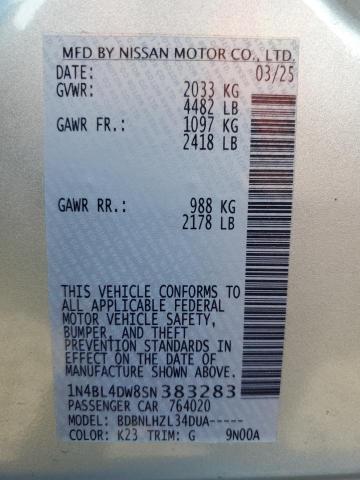 MFD BY NISSAN MOTOR CO., LTD.
DATE: 03/25
GVWR: 2033 KG
4482 LB
GAWR FR.: 1097 KG
2418 LB
GAWR RR.: 988 KG
2178 LB
THIS VEHICLE CONFORMS TO
ALL APPLICABLE FEDERAL
MOTOR VEHICLE SAFETY,
BUMPER, AND THEFT
PREVENTION STANDARDS IN
EFFECT ON THE DATE OF
MANUFACTURE SHOWN ABOVE.
1N4BL4DW8SN383283
PASSENGER CAR 764020
MODEL: BDBNLHZL34DUA-----
COLOR: K23 TRIM: G 9N00A